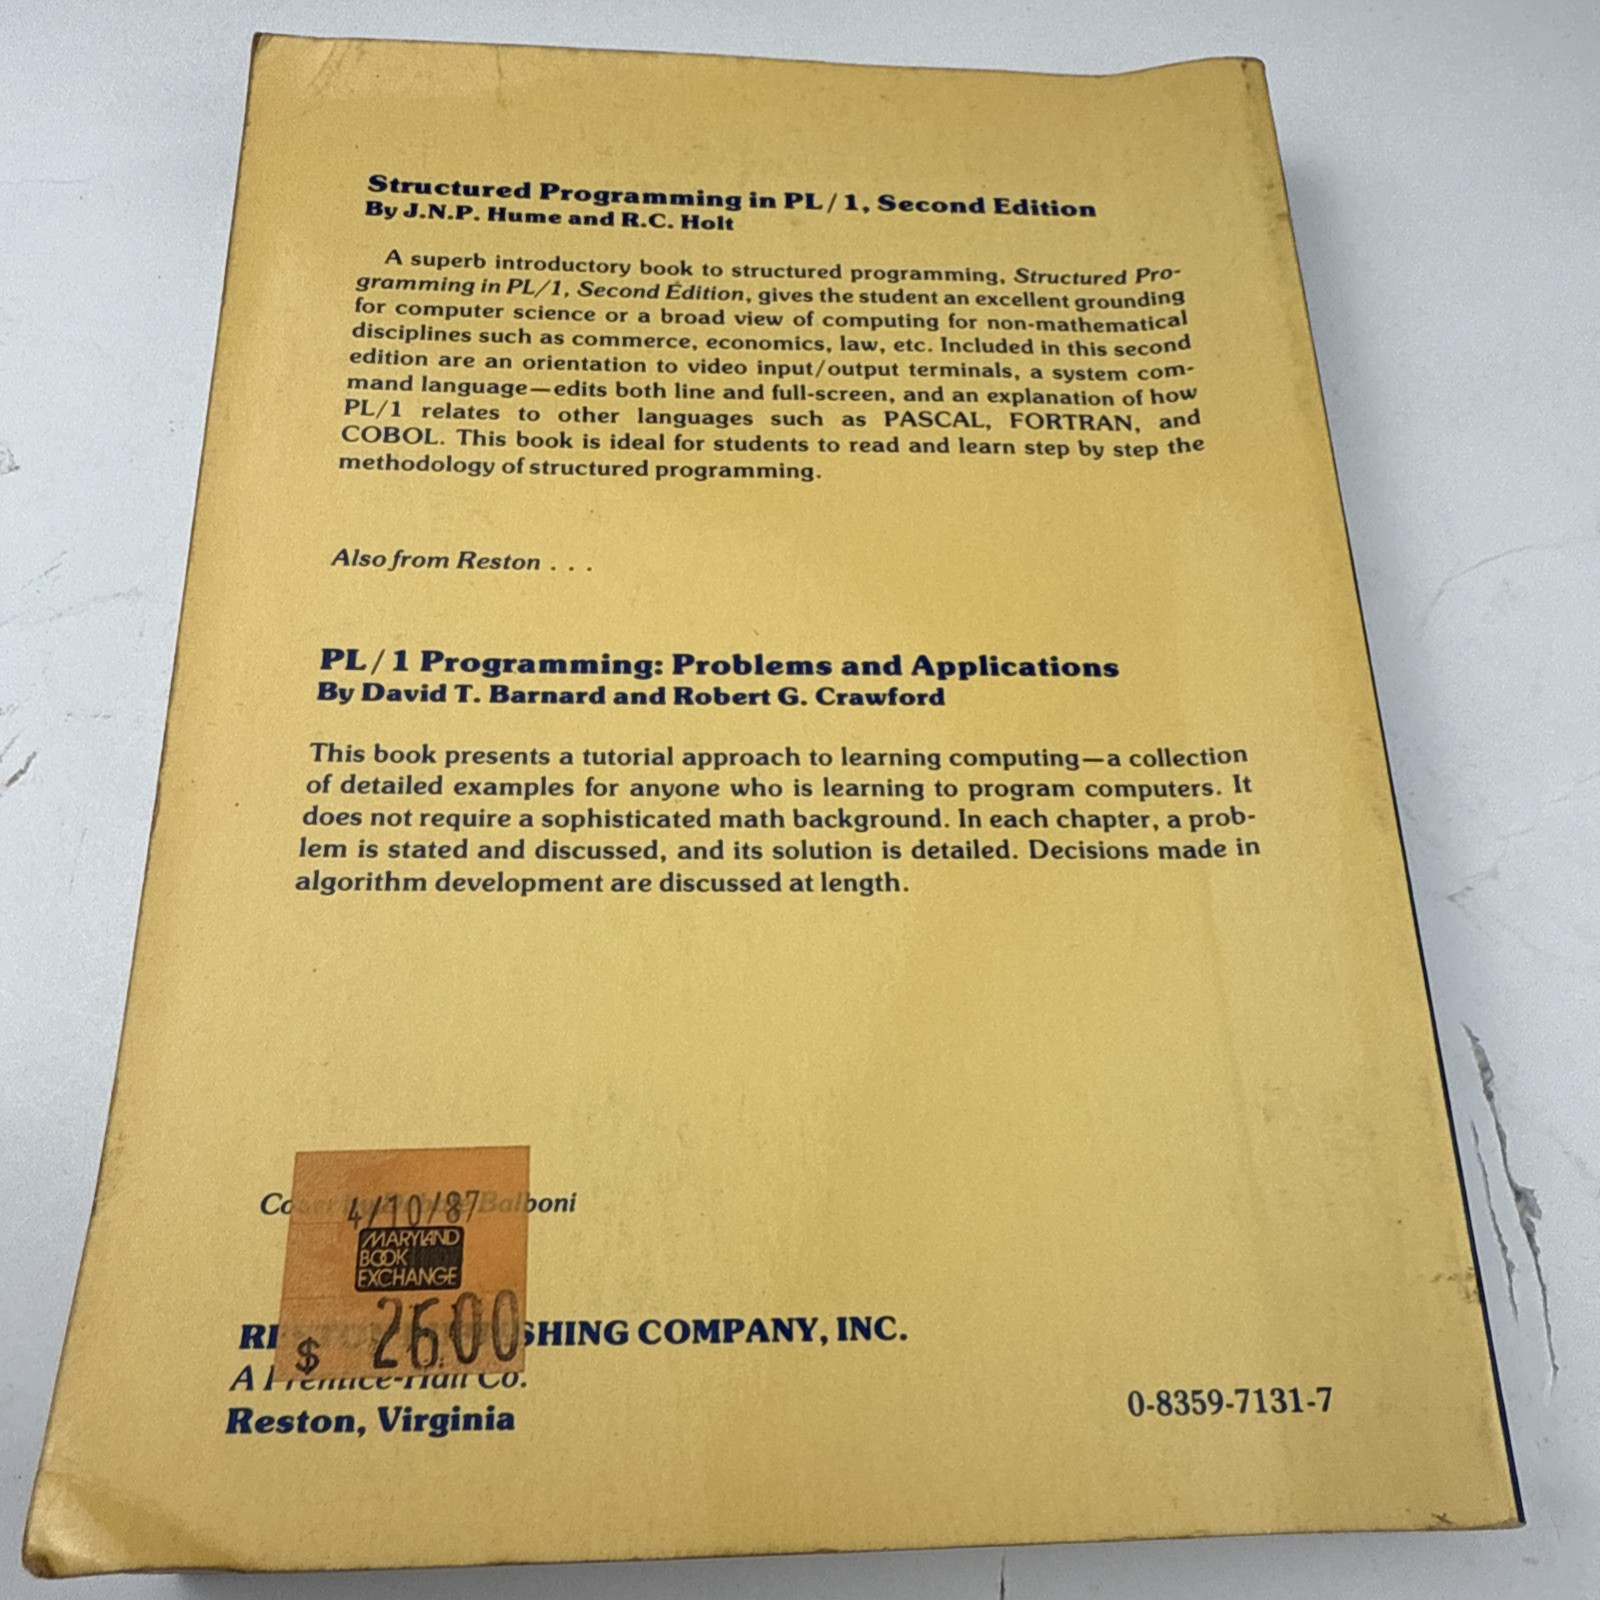 Structured Programming in PL/1, Second Edition
By J.N.P. Hume and R.C. Holt
A superb introductory book to structured programming, Structured Pro-
gramming in PL/1, Second Edition, gives the student an excellent grounding
for computer science or a broad view of computing for non-mathematical
disciplines such as commerce, economics, law, etc. Included in this second
edition are an orientation to video input/output terminals, a system com-
mand language—edits both line and full-screen, and an explanation of how
PL/1 relates to other languages such as PASCAL, FORTRAN, and
COBOL. This book is ideal for students to read and learn step by step the
methodology of structured programming.
Also from Reston . . .
PL/1 Programming: Problems and Applications
By David T. Barnard and Robert G. Crawford
This book presents a tutorial approach to learning computing—a collection
of detailed examples for anyone who is learning to program computers. It
does not require a sophisticated math background. In each chapter, a prob-
lem is stated and discussed, and its solution is detailed. Decisions made in
algorithm development are discussed at length.
Balboni
4/10/87
MARYLAND
BOOK
EXCHANGE
$ 26.00
COMPANY, INC.
A Prentice-Hall Co.
Reston, Virginia
0-8359-7131-7